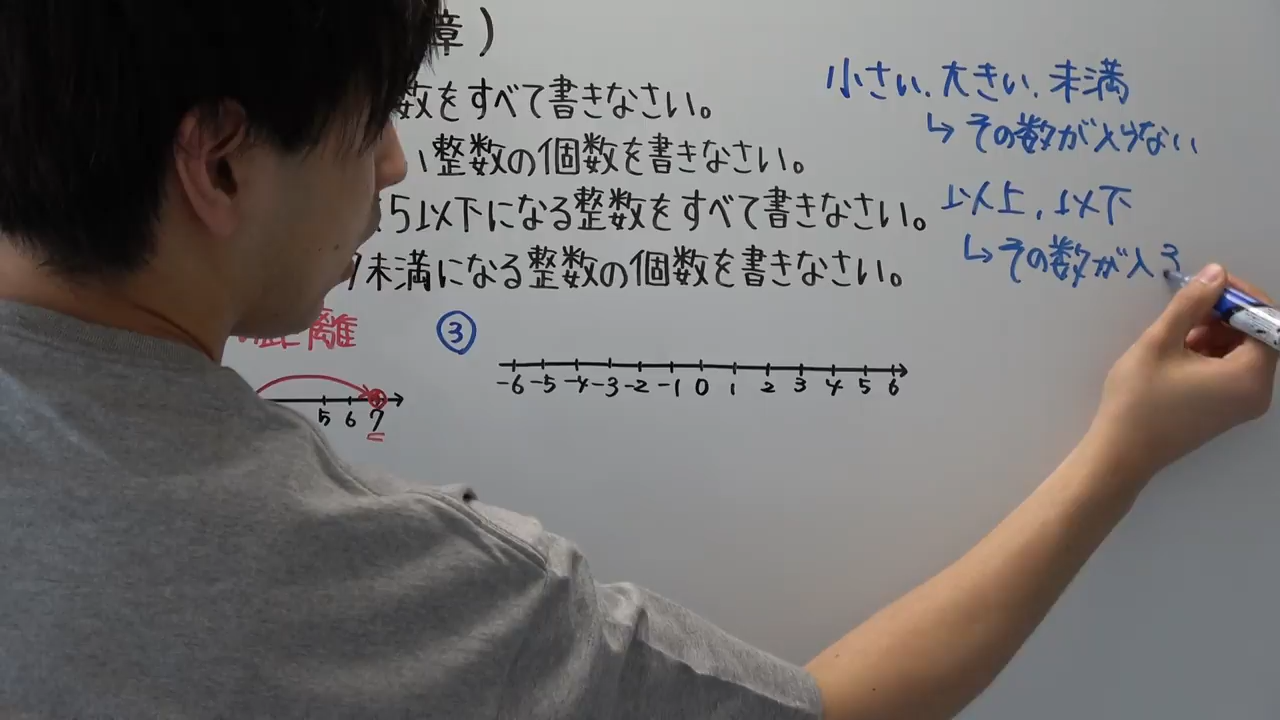 章)
数をすべて書きなさい。
い整数の個数を書きなさい。
5以下になる整数をすべて書きなさい。
7未満になる整数の個数を書きなさい。
小さい、大きい、未満
↳ その数が入らない
以上、以下
↳ その数が入る
距離
5 6 7
③
-6 -5 -4 -3 -2 -1 0 1 2 3 4 5 6